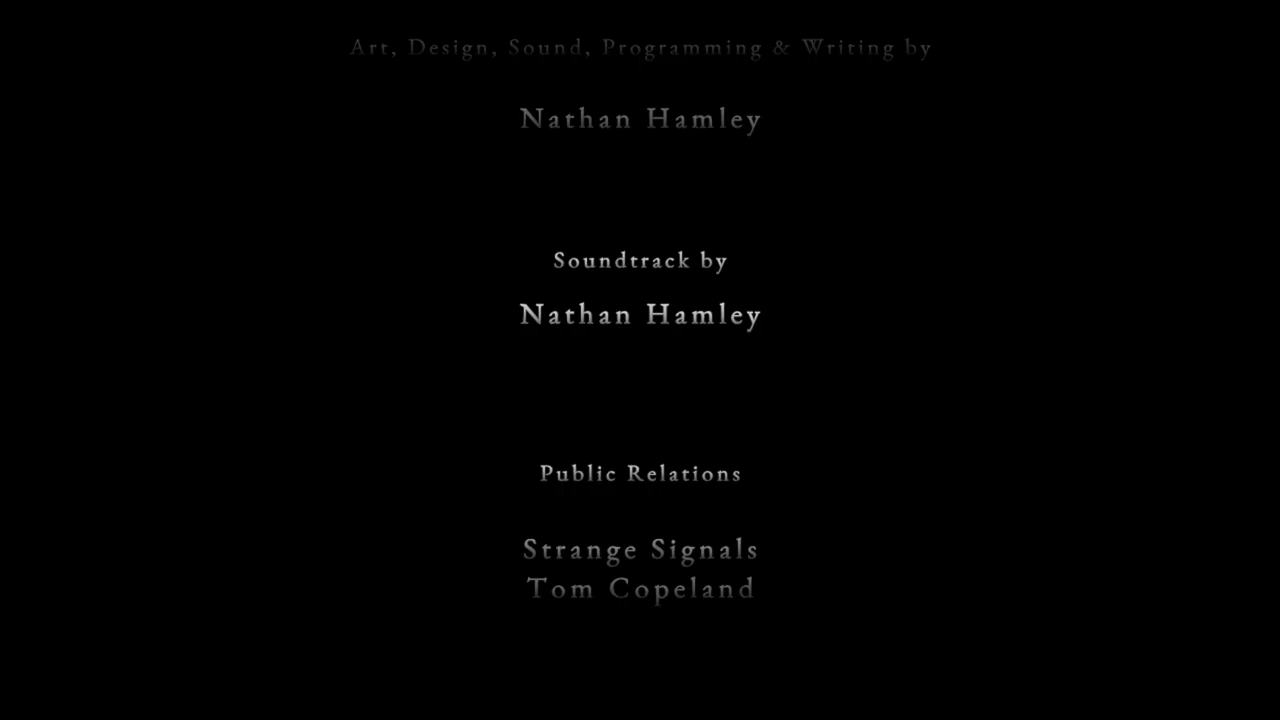 Art, Design, Sound, Programming & Writing by
Nathan Hamley
Soundtrack by
Nathan Hamley
Public Relations
Strange Signals
Tom Copeland